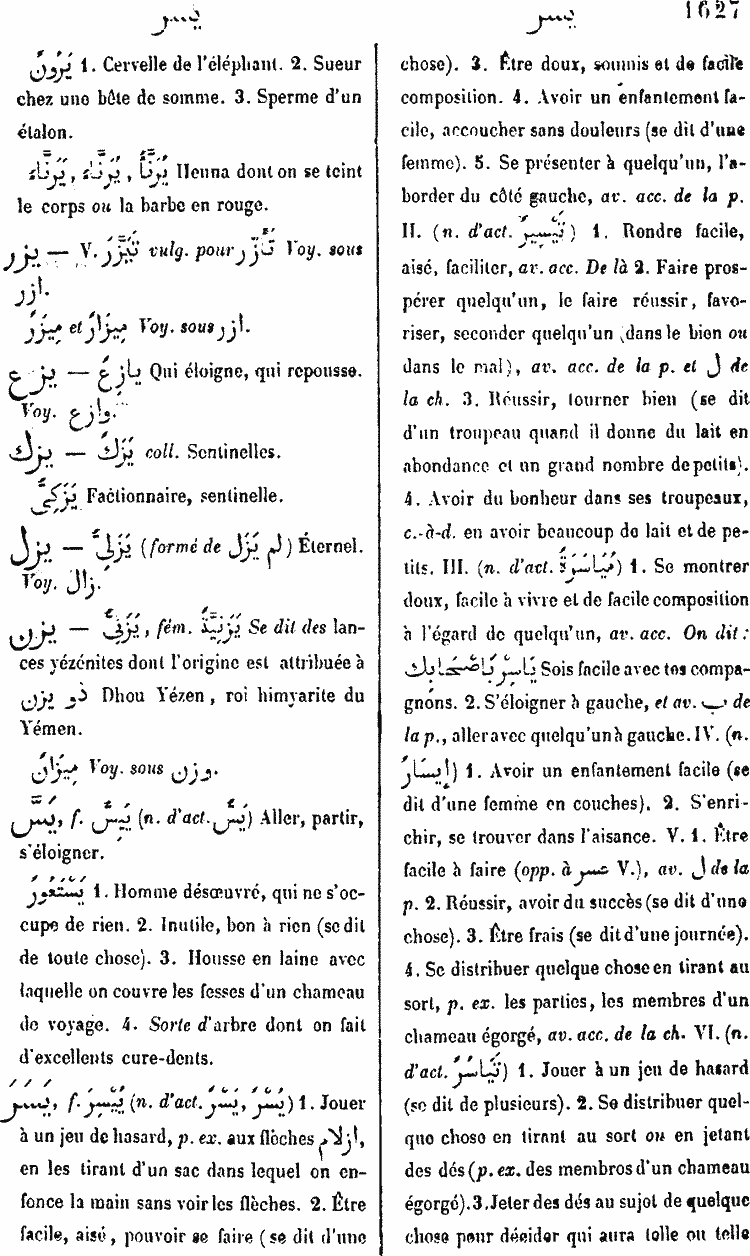 يسر
يسر
1627
يَرُونٌ 1. Cervelle de l'éléphant. 2. Sueur
chez une bête de somme. 3. Sperme d'un
étalon.
يُرَنَّأٌ, يَرَنَّاءٌ, يُرَنَّاءٌ Henna dont on se teint
le corps ou la barbe en rouge.
يزر — V. تَيَزَّرَ vulg. pour تَأَزَّرَ Voy. sous
ازر.
مِيزَارٌ et مِيزَرٌ Voy. sous ازر.
يزع — يَازِعٌ Qui éloigne, qui repousse.
Voy. وازع.
يزك — يَزَكٌ coll. Sentinelles.
يَزَكِىٌّ Factionnaire, sentinelle.
يزل — يَزَلِىٌّ (formé de لم يَزَل) Éternel.
Voy. زال.
يزن — يَزَنِىٌّ, fém. يَزَنِيَّةٌ Se dit des lan-
ces yézénites dont l'origine est attribuée à
ذو يزن Dhou Yézen, roi himyarite du
Yémen.
مِيزَانٌ Voy. sous وزن.
يَسَّ, f. يَيِسُّ (n. d'act. يَسٌّ) Aller, partir,
s'éloigner.
يَسْتَعُورٌ 1. Homme désœuvré, qui ne s'oc-
cupe de rien. 2. Inutile, bon à rien (se dit
de toute chose). 3. Housse en laine avec
laquelle on couvre les fesses d'un chameau
de voyage. 4. Sorte d'arbre dont on fait
d'excellents cure-dents.
يَسَرَ, f. يَيْسِرُ (n. d'act. يَسْرٌ, يَسَرٌ) 1. Jouer
à un jeu de hasard, p. ex. aux flèches ازلام,
en les tirant d'un sac dans lequel on en-
fonce la main sans voir les flèches. 2. Être
facile, aisé, pouvoir se faire (se dit d'une
chose). 3. Être doux, soumis et de facile
composition. 4. Avoir un enfantement fa-
cile, accoucher sans douleurs (se dit d'une
femme). 5. Se présenter à quelqu'un, l'a-
border du côté gauche, av. acc. de la p.
II. (n. d'act. تَيْسِيرٌ) 1. Rendre facile,
aisé, faciliter, av. acc. De là 2. Faire pros-
pérer quelqu'un, le faire réussir, favo-
riser, seconder quelqu'un (dans le bien ou
dans le mal), av. acc. de la p. et ل de
la ch. 3. Réussir, tourner bien (se dit
d'un troupeau quand il donne du lait en
abondance et un grand nombre de petits).
4. Avoir du bonheur dans ses troupeaux,
c.-à-d. en avoir beaucoup de lait et de pe-
tits. III. (n. d'act. مُيَاسَرَةٌ) 1. Se montrer
doux, facile à vivre et de facile composition
à l'égard de quelqu'un, av. acc. On dit:
يَاسِرْ بِأَصْحَابِكَ Sois facile avec tes compa-
gnons. 2. S'éloigner à gauche, et av. ب de
la p., aller avec quelqu'un à gauche. IV. (n.
إِيسَارٌ) 1. Avoir un enfantement facile (se
dit d'une femme en couches). 2. S'enri-
chir, se trouver dans l'aisance. V. 1. Être
facile à faire (opp. à عسر V.), av. ل de la
p. 2. Réussir, avoir du succès (se dit d'une
chose). 3. Être frais (se dit d'une journée).
4. Se distribuer quelque chose en tirant au
sort, p. ex. les parties, les membres d'un
chameau égorgé, av. acc. de la ch. VI. (n.
d'act. تَيَاسُرٌ) 1. Jouer à un jeu de hasard
(se dit de plusieurs). 2. Se distribuer quel-
que chose en tirant au sort ou en jetant
des dés (p. ex. des membres d'un chameau
égorgé). 3. Jeter des dés au sujet de quelque
chose pour décider qui aura telle ou telle